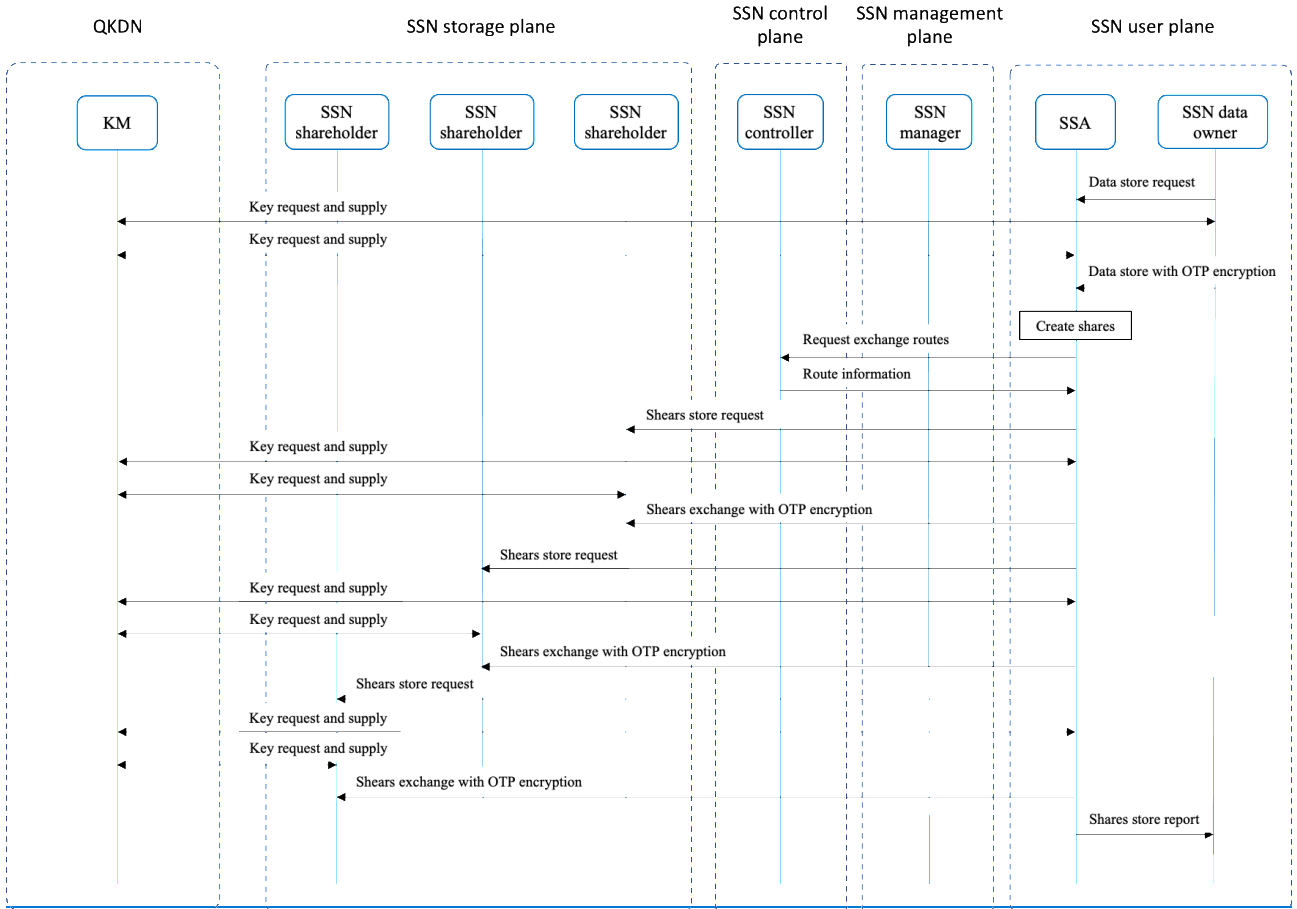 QKDN
SSN storage plane
SSN control
plane
SSN management
plane
SSN user plane
KM
SSN
shareholder
SSN
shareholder
SSN
shareholder
SSN
controller
SSN
manager
SSA
SSN data
owner
Data store request
Key request and supply
Key request and supply
Data store with OTP encryption
Create shares
Request exchange routes
Route information
Shears store request
Key request and supply
Key request and supply
Shears exchange with OTP encryption
Shears store request
Key request and supply
Key request and supply
Shears exchange with OTP encryption
Shears store request
Key request and supply
Key request and supply
Shears exchange with OTP encryption
Shares store report